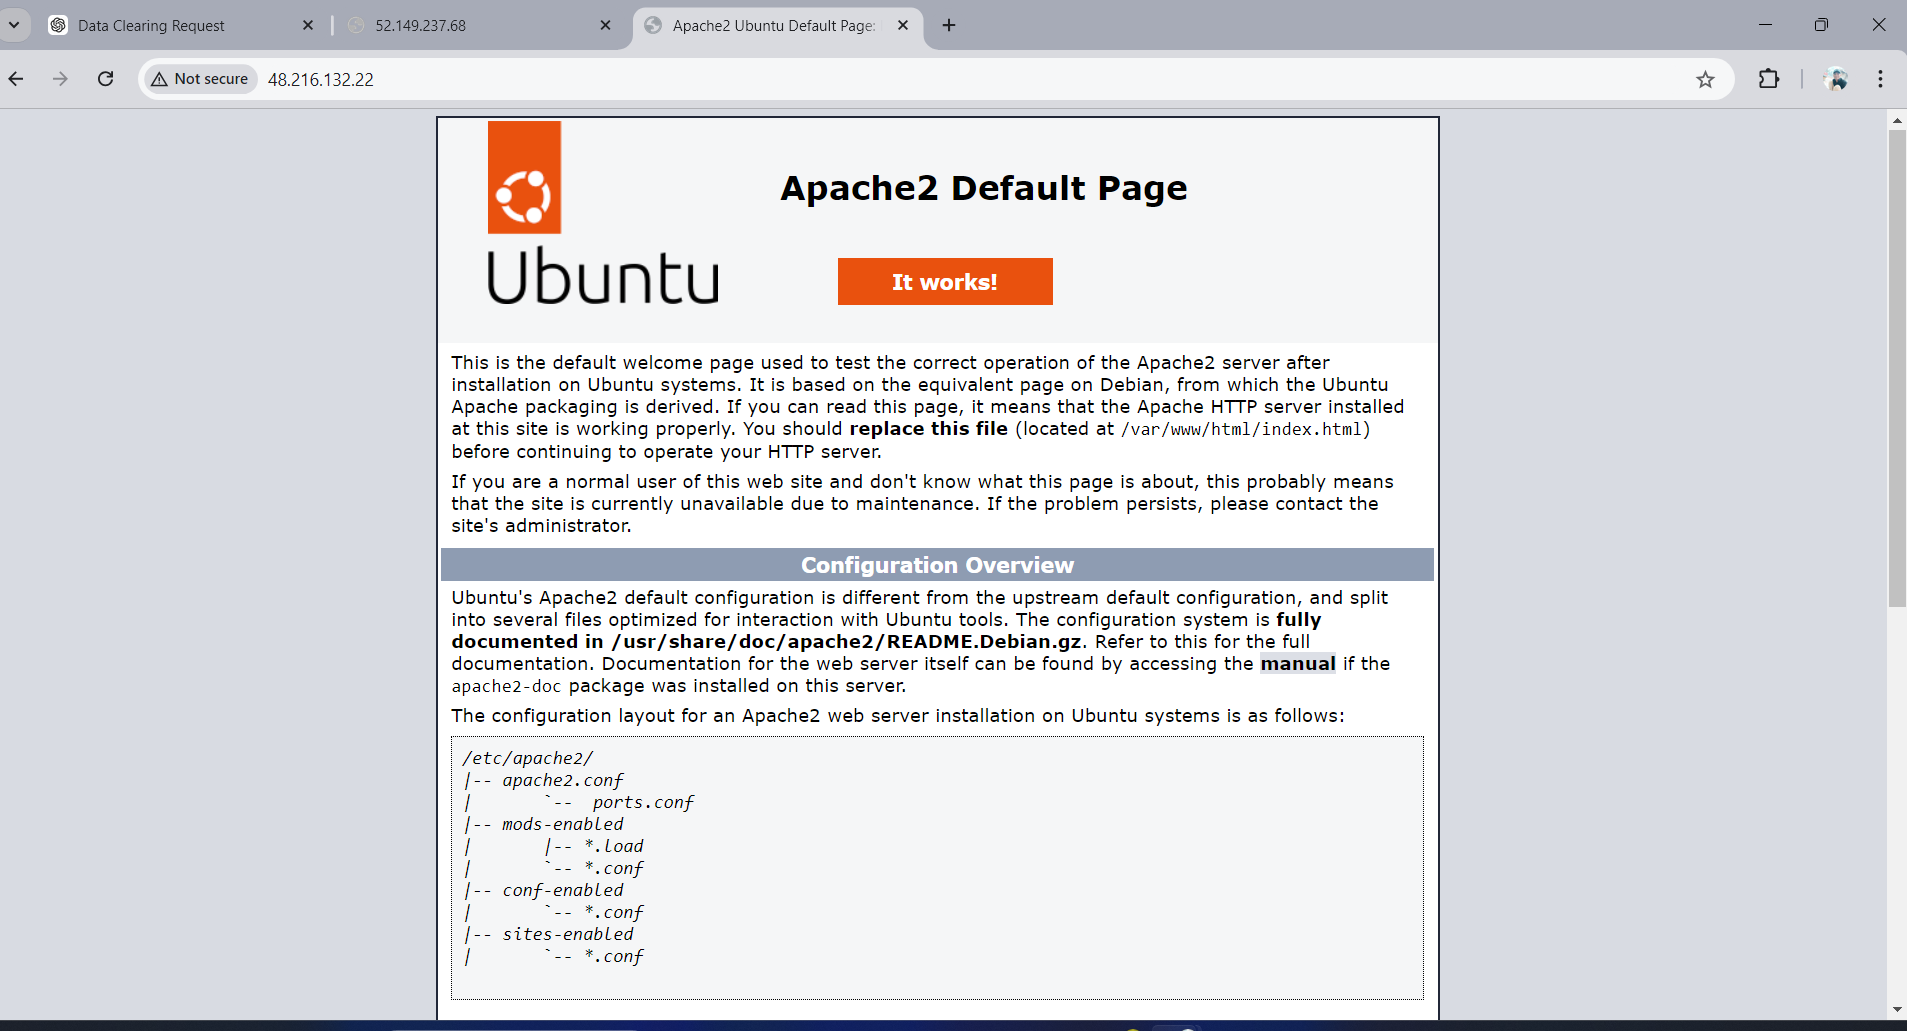 Data Clearing Request
52.149.237.68
Apache2 Ubuntu Default Page:
Not secure
48.216.132.22
Ubuntu
Apache2 Default Page
It works!
This is the default welcome page used to test the correct operation of the Apache2 server after
installation on Ubuntu systems. It is based on the equivalent page on Debian, from which the Ubuntu
Apache packaging is derived. If you can read this page, it means that the Apache HTTP server installed
at this site is working properly. You should replace this file (located at /var/www/html/index.html)
before continuing to operate your HTTP server.
If you are a normal user of this web site and don't know what this page is about, this probably means
that the site is currently unavailable due to maintenance. If the problem persists, please contact the
site's administrator.
Configuration Overview
Ubuntu's Apache2 default configuration is different from the upstream default configuration, and split
into several files optimized for interaction with Ubuntu tools. The configuration system is fully
documented in /usr/share/doc/apache2/README.Debian.gz. Refer to this for the full
documentation. Documentation for the web server itself can be found by accessing the manual if the
apache2-doc package was installed on this server.
The configuration layout for an Apache2 web server installation on Ubuntu systems is as follows:
/etc/apache2/
|-- apache2.conf
|       `--  ports.conf
|-- mods-enabled
|       |-- *.load
|       `-- *.conf
|-- conf-enabled
|       `-- *.conf
|-- sites-enabled
|       `-- *.conf